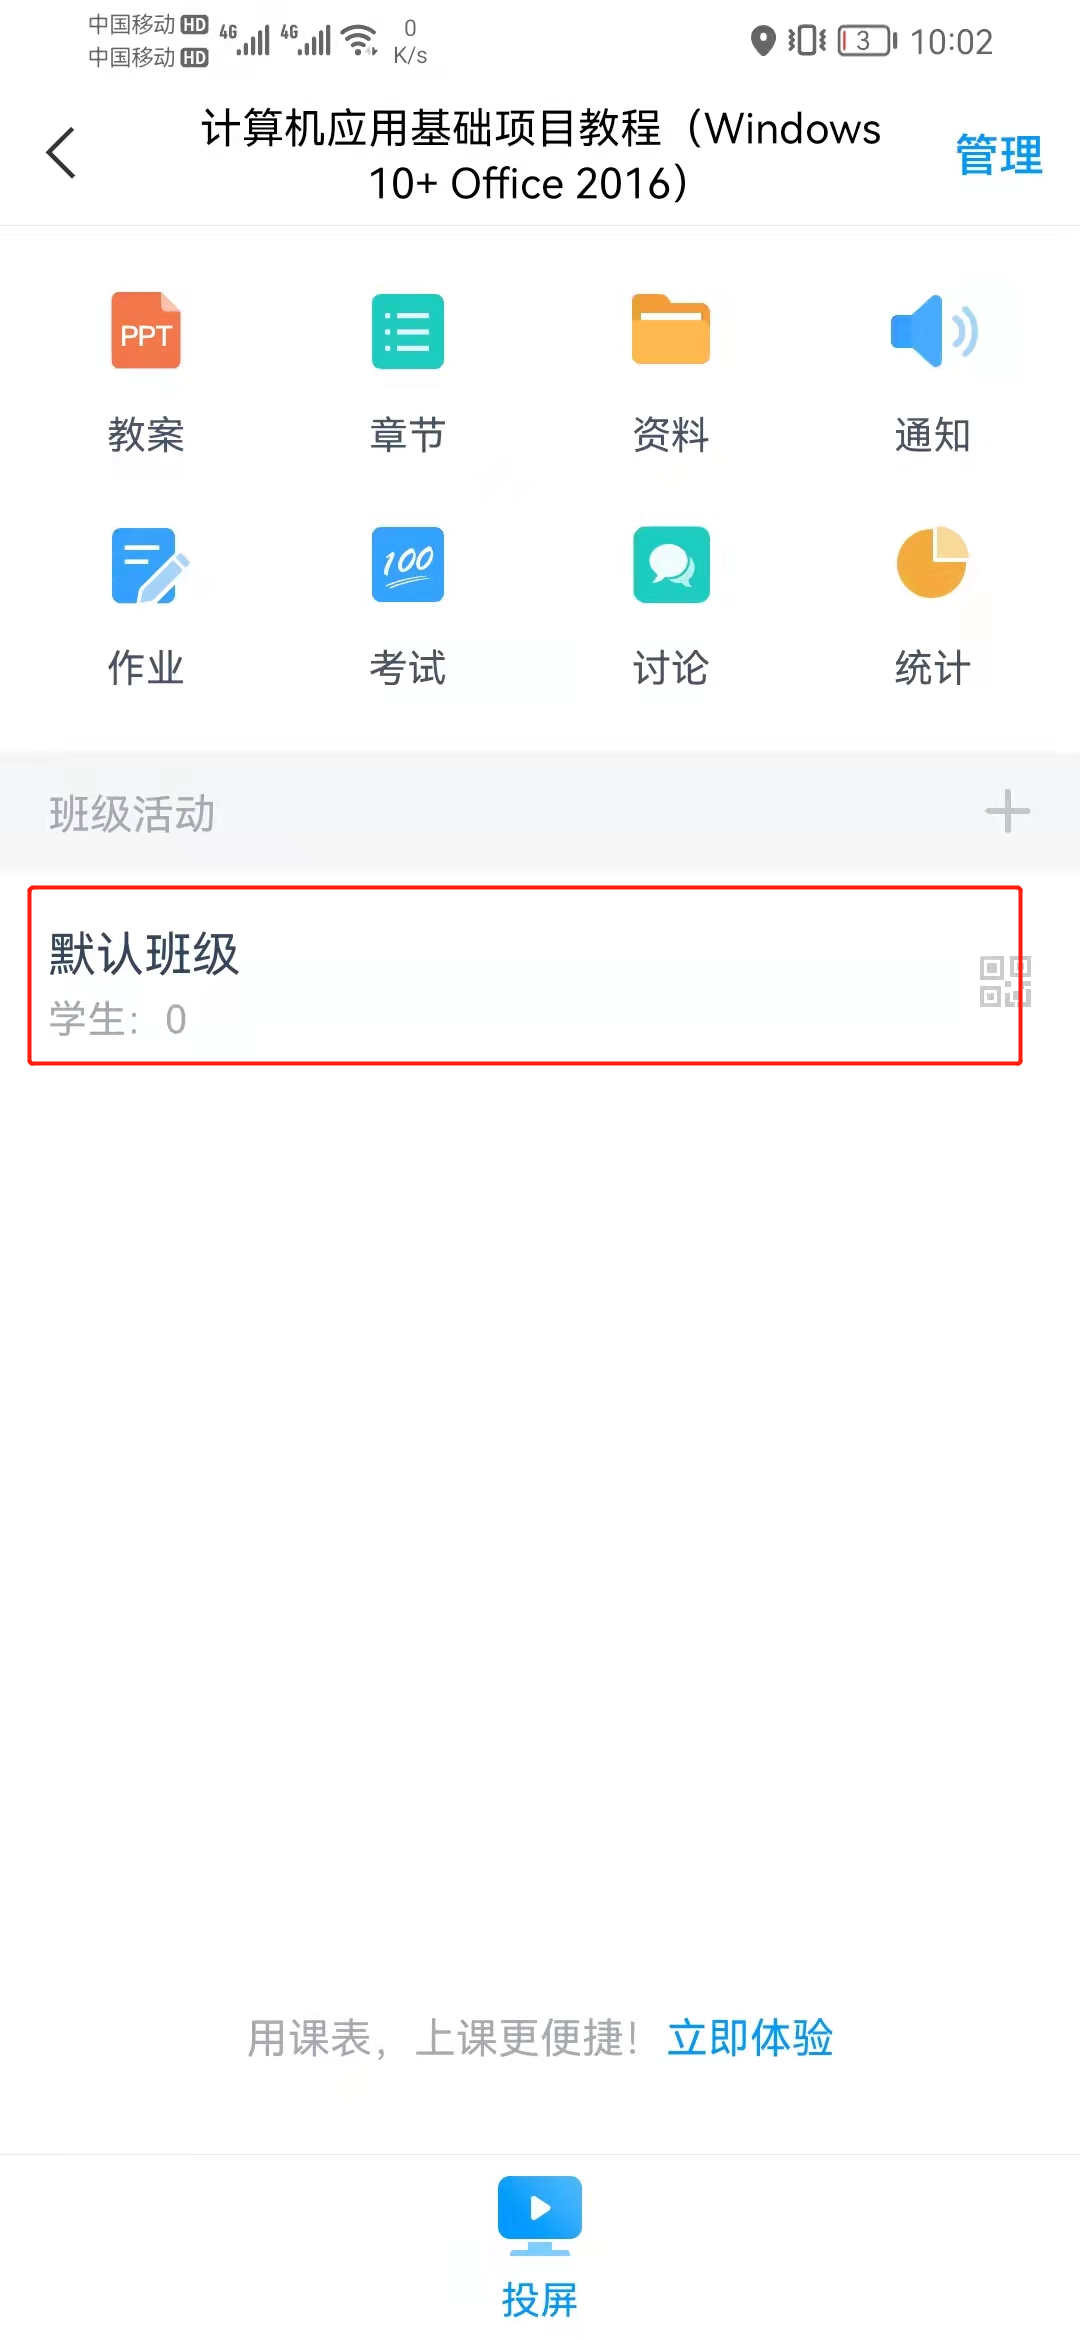 中国移动 HD 4G 4G 0
中国移动 HD K/s
3 10:02
计算机应用基础项目教程（Windows
10+ Office 2016）
管理
PPT
教案 章节 资料 通知
100
作业 考试 讨论 统计
班级活动
默认班级
学生：0
用课表，上课更便捷！ 立即体验
投屏